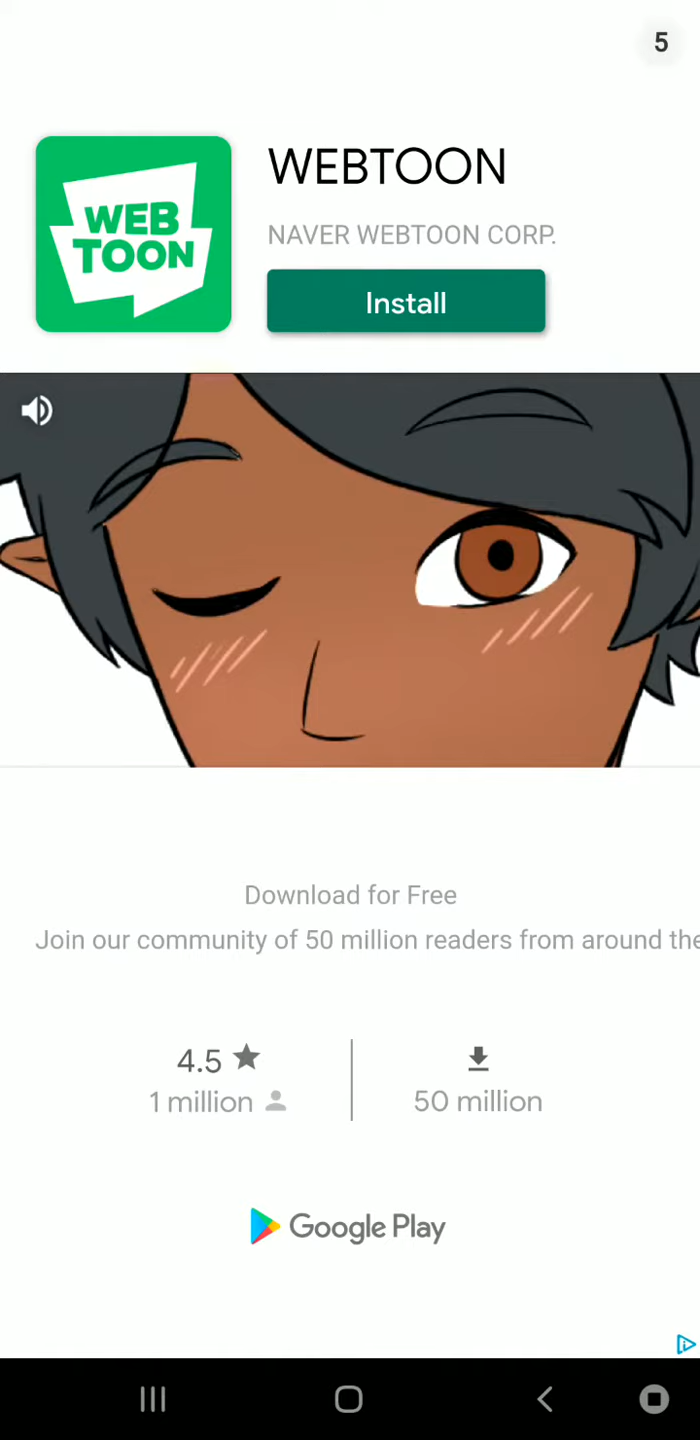 5
WEBTOON
WEB
TOON
NAVER WEBTOON CORP.
Install
Download for Free
Join our community of 50 million readers from around the
4.5
1 million
50 million
Google Play